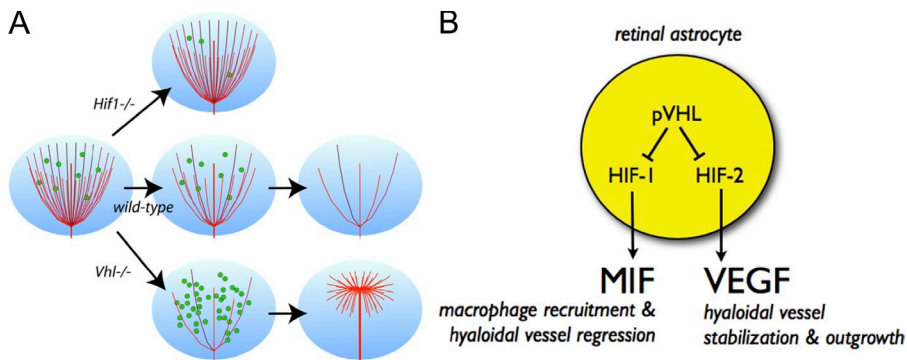 A
Hif1-/-
wild-type
Vhl-/-
B
retinal astrocyte
pVHL
HIF-1 HIF-2
MIF VEGF
macrophage recruitment & hyaloidal vessel
hyaloidal vessel regression stabilization & outgrowth